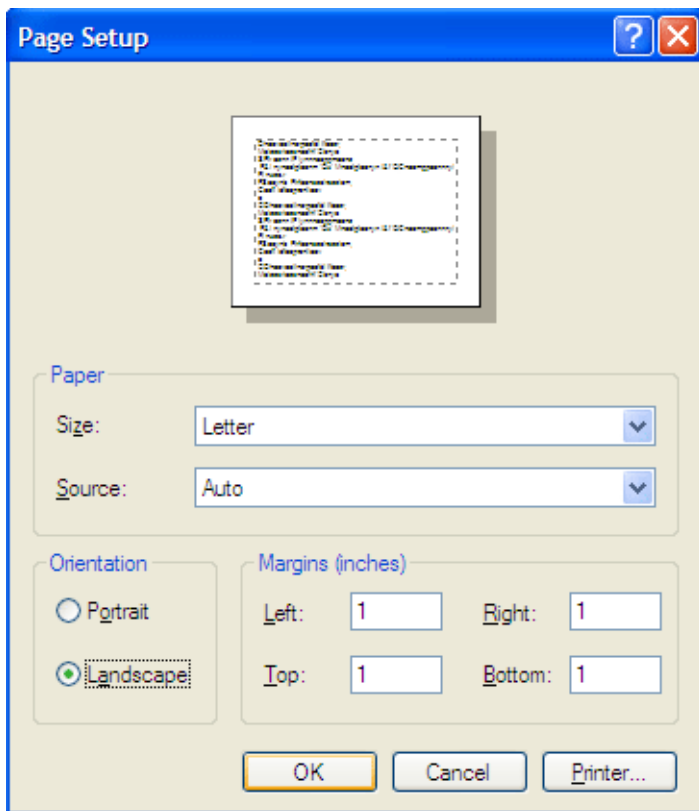 Page Setup
Paper
Size: Letter
Source: Auto
Orientation Margins (inches)
Portrait Left: 1 Right: 1
Landscape Top: 1 Bottom: 1
OK Cancel Printer...